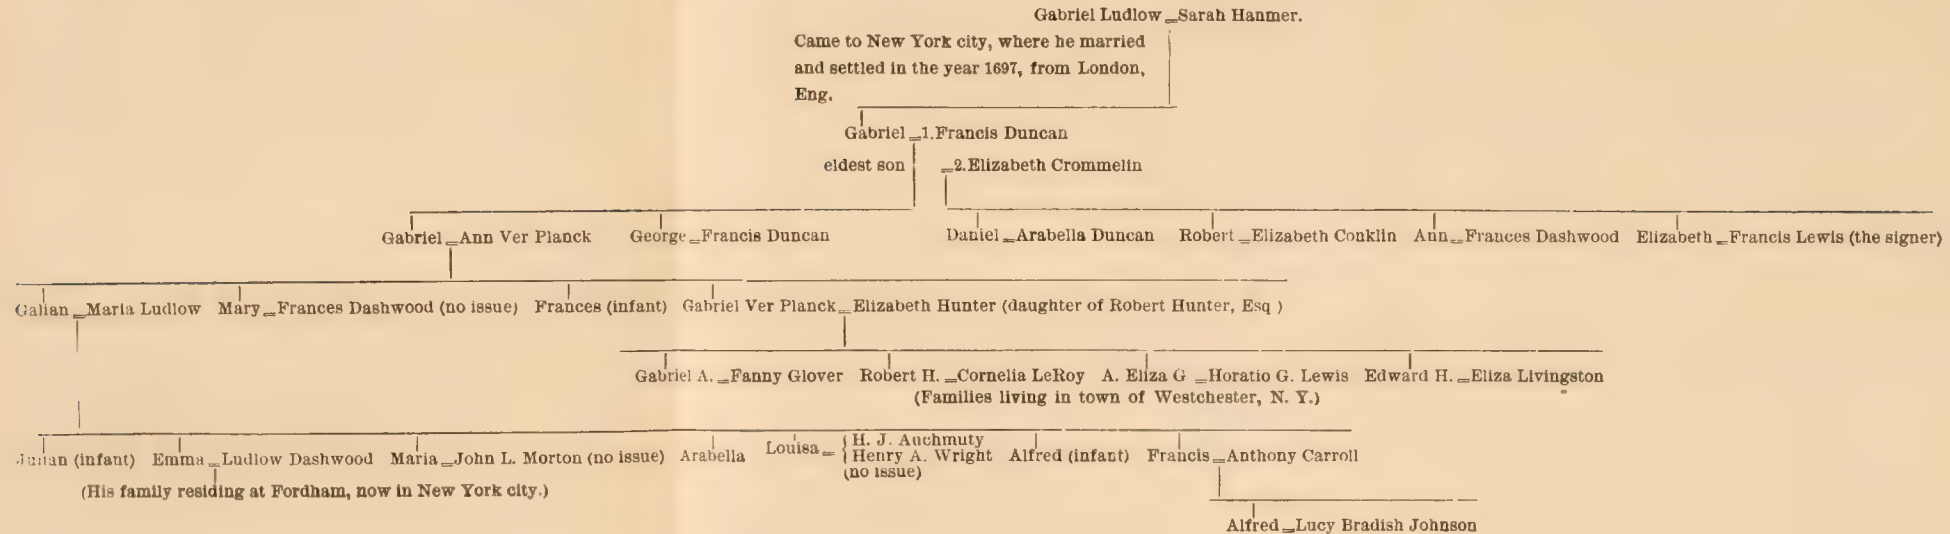 Gabriel Ludlow = Sarah Hanmer.
Came to New York city, where he married
and settled in the year 1697, from London,
Eng.
Gabriel = 1. Francis Duncan
eldest son = 2. Elizabeth Crommelin
Gabriel = Ann Ver Planck George = Francis Duncan Daniel = Arabella Duncan Robert = Elizabeth Conklin Ann = Frances Dashwood Elizabeth = Francis Lewis (the signer)
Galian = Maria Ludlow Mary = Frances Dashwood (no issue) Frances (infant) Gabriel Ver Planck = Elizabeth Hunter (daughter of Robert Hunter, Esq )
Gabriel A. = Fanny Glover Robert H. = Cornelia LeRoy A. Eliza G = Horatio G. Lewis Edward H. = Eliza Livingston
(Families living in town of Westchester, N. Y.)
(infant) Emma = Ludlow Dashwood Maria = John L. Morton (no issue) Arabella Louisa = { H. J. Auchmuty
{ Henry A. Wright Alfred (infant) Francis = Anthony Carroll
(no issue)
(His family residing at Fordham, now in New York city.)
Alfred = Lucy Bradish Johnson